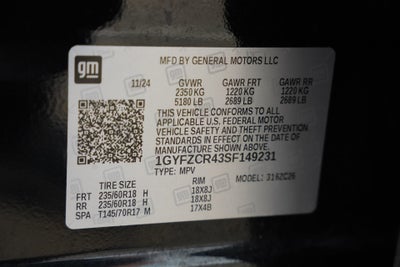 gm
MFD BY GENERAL MOTORS LLC
11/24 GVWR GAWR FRT GAWR RR
2350 KG 1220 KG 1220 KG
5180 LB 2689 LB 2689 LB
THIS VEHICLE CONFORMS TO ALL
APPLICABLE U.S. FEDERAL MOTOR
VEHICLE SAFETY AND THEFT PREVENTION
STANDARDS IN EFFECT ON THE DATE OF
MANUFACTURE SHOWN ABOVE.
1GYFZCR43SF149231
TYPE: MPV MODEL: 3162C26
TIRE SIZE RIM
FRT 235/60R18 H 18X8J
RR 235/60R18 H 18X8J
SPA T145/70R17 M 17X4B